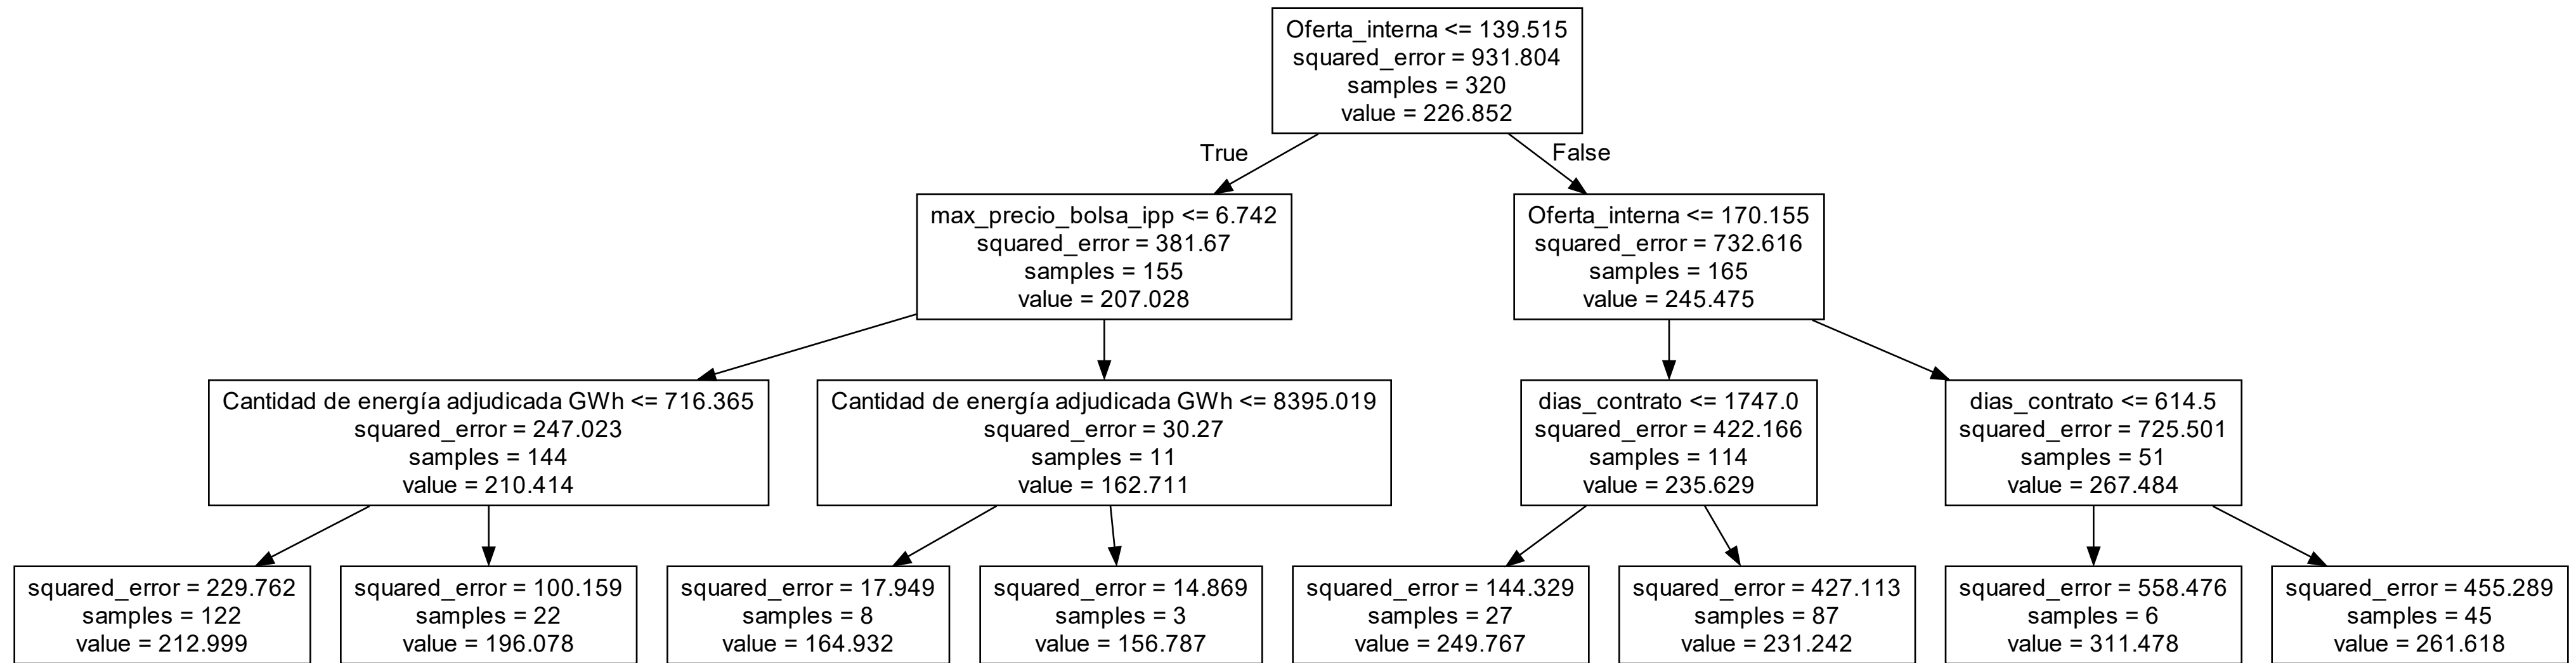 Oferta_interna <= 139.515
squared_error = 931.804
samples = 320
value = 226.852
True
False
max_precio_bolsa_ipp <= 6.742
squared_error = 381.67
samples = 155
value = 207.028
Oferta_interna <= 170.155
squared_error = 732.616
samples = 165
value = 245.475
Cantidad de energía adjudicada GWh <= 716.365
squared_error = 247.023
samples = 144
value = 210.414
Cantidad de energía adjudicada GWh <= 8395.019
squared_error = 30.27
samples = 11
value = 162.711
dias_contrato <= 1747.0
squared_error = 422.166
samples = 114
value = 235.629
dias_contrato <= 614.5
squared_error = 725.501
samples = 51
value = 267.484
squared_error = 229.762
samples = 122
value = 212.999
squared_error = 100.159
samples = 22
value = 196.078
squared_error = 17.949
samples = 8
value = 164.932
squared_error = 14.869
samples = 3
value = 156.787
squared_error = 144.329
samples = 27
value = 249.767
squared_error = 427.113
samples = 87
value = 231.242
squared_error = 558.476
samples = 6
value = 311.478
squared_error = 455.289
samples = 45
value = 261.618